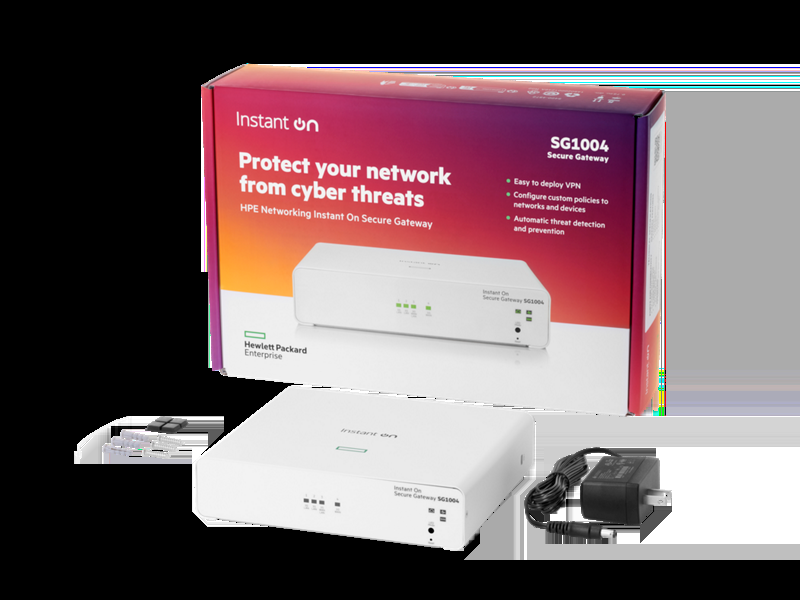 Instant On
SG1004
Secure Gateway
Protect your network
from cyber threats
HPE Networking Instant On Secure Gateway
Easy to deploy VPN
Configure custom policies to
networks and devices
Automatic threat detection
and prevention
Instant On
Secure Gateway SG1004
Hewlett Packard
Enterprise
Instant On
Instant On
Instant On
Secure Gateway SG1004